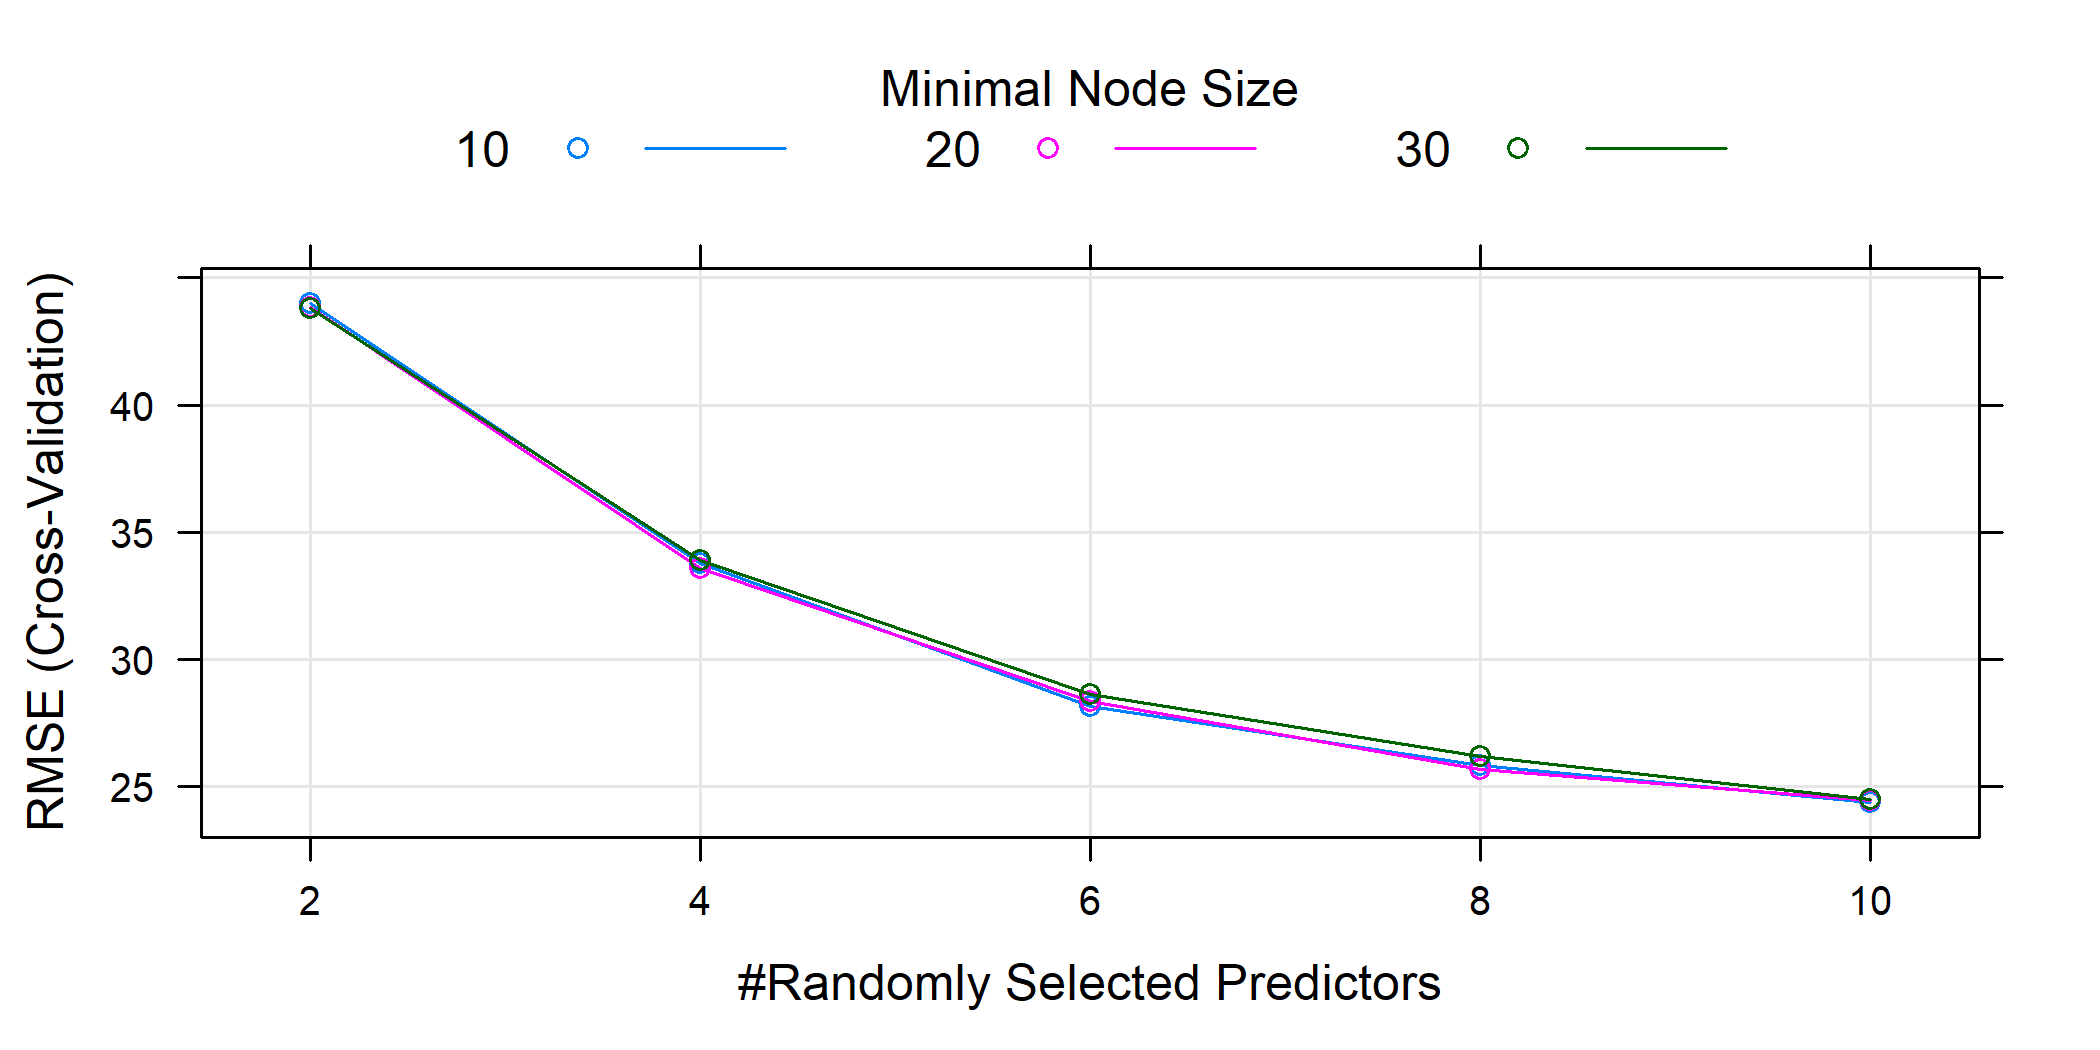 Minimal Node Size
10 20 30
RMSE (Cross-Validation)
40
35
30
25
2 4 6 8 10
#Randomly Selected Predictors